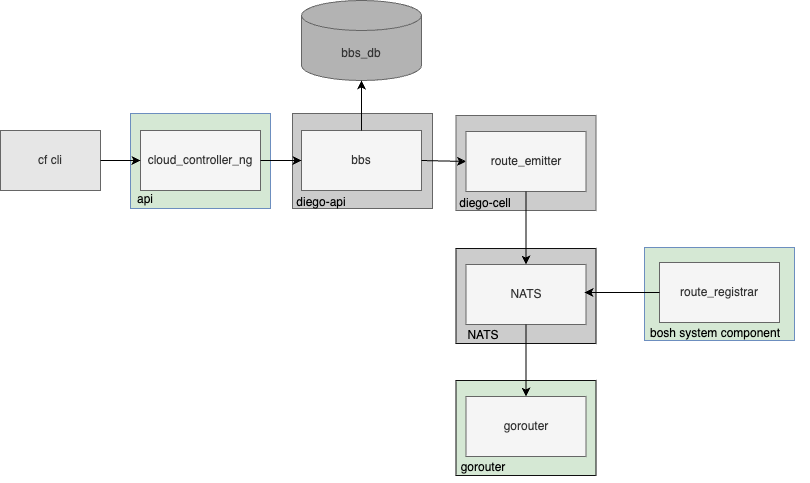 bbs_db
cf cli
cloud_controller_ng
api
bbs
diego-api
route_emitter
diego-cell
NATS
NATS
route_registrar
bosh system component
gorouter
gorouter